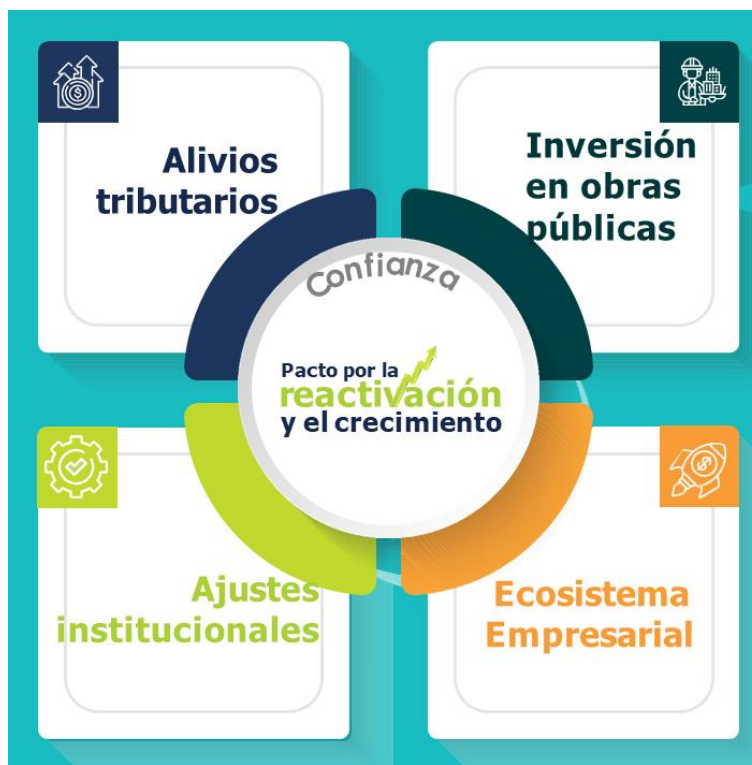 Alivios
tributarios
Inversión
en obras
públicas
Confianza
Pacto por la
reactivación
y el crecimiento
Ajustes
institucionales
Ecosistema
Empresarial